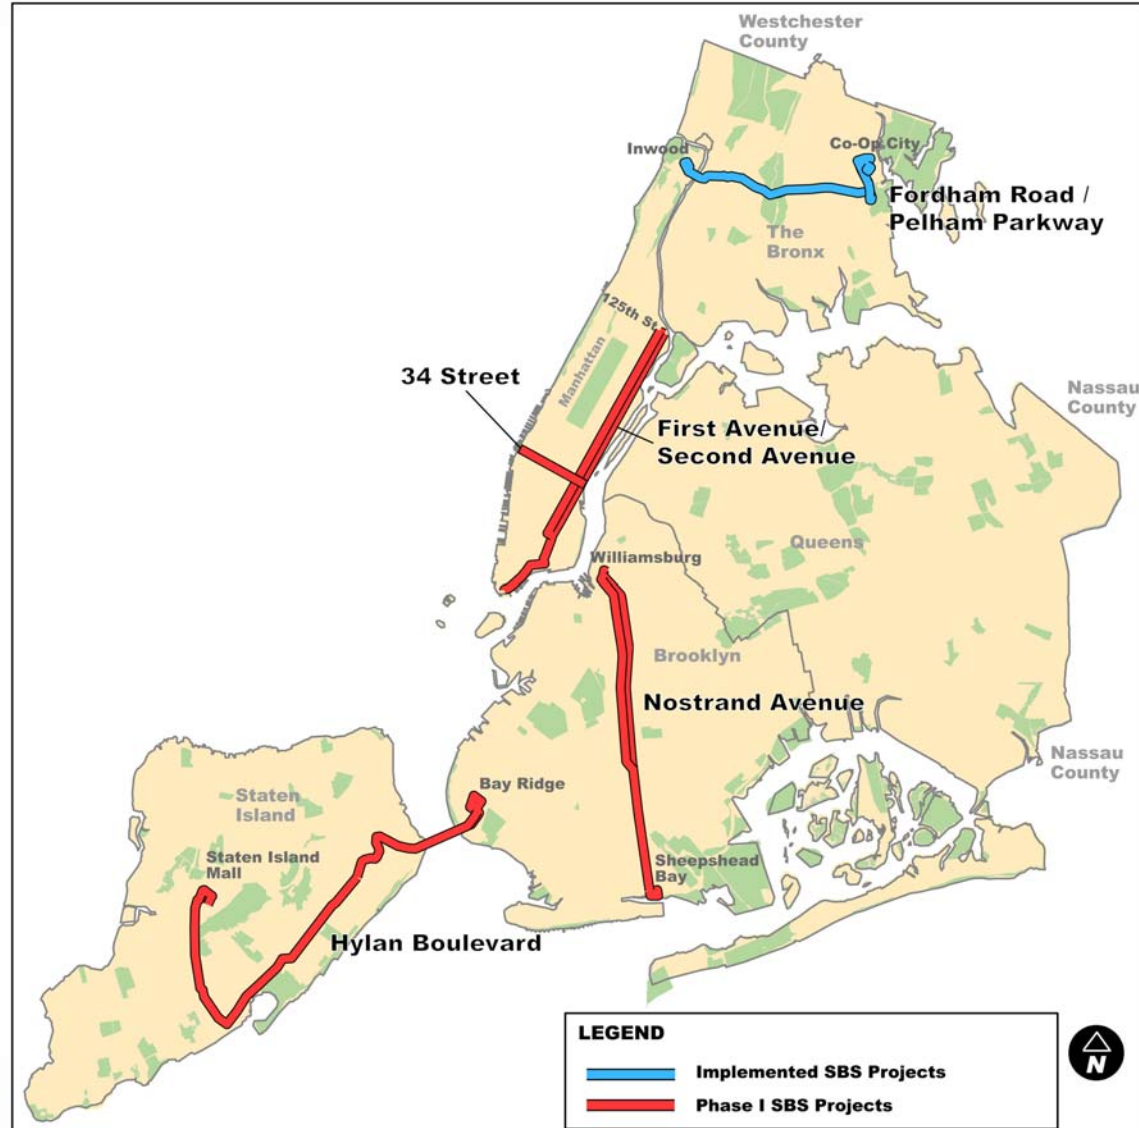 Westchester
County
Inwood
Co-Op City
Fordham Road /
Pelham Parkway
The
Bronx
125th St.
Manhattan
34 Street
Nassau
County
First Avenue/
Second Avenue
Queens
Williamsburg
Brooklyn
Nostrand Avenue
Nassau
County
Bay Ridge
Staten
Island
Staten Island
Mall
Sheepshead
Bay
Hylan Boulevard
LEGEND
Implemented SBS Projects
Phase I SBS Projects
N